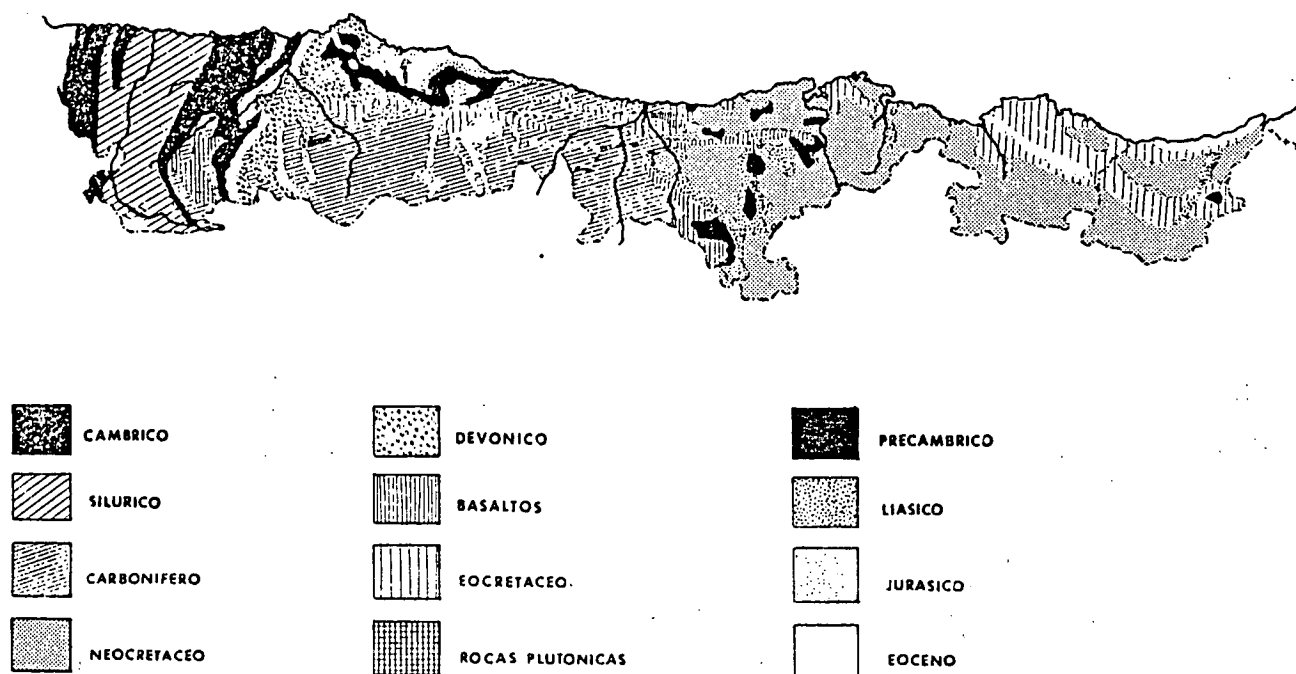 CAMBRICO
SILURICO
CARBONIFERO
NEOCRETACEO
DEVONICO
BASALTOS
EOCRETACEO.
ROCAS PLUTONICAS
PRECAMBRICO
LIASICO
JURASICO
EOCENO